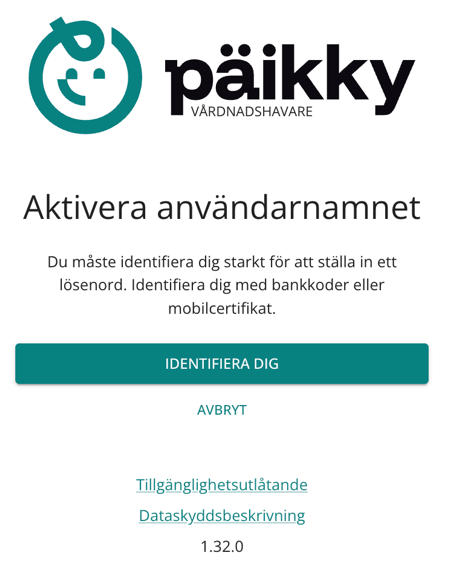 päikky
VÅRDNADSHAVARE
Aktivera användarnamnet
Du måste identifiera dig starkt för att ställa in ett
lösenord. Identifiera dig med bankkoder eller
mobilcertifikat.
IDENTIFIERA DIG
AVBRYT
Tillgänglighetsutlåtande
Dataskyddsbeskrivning
1.32.0